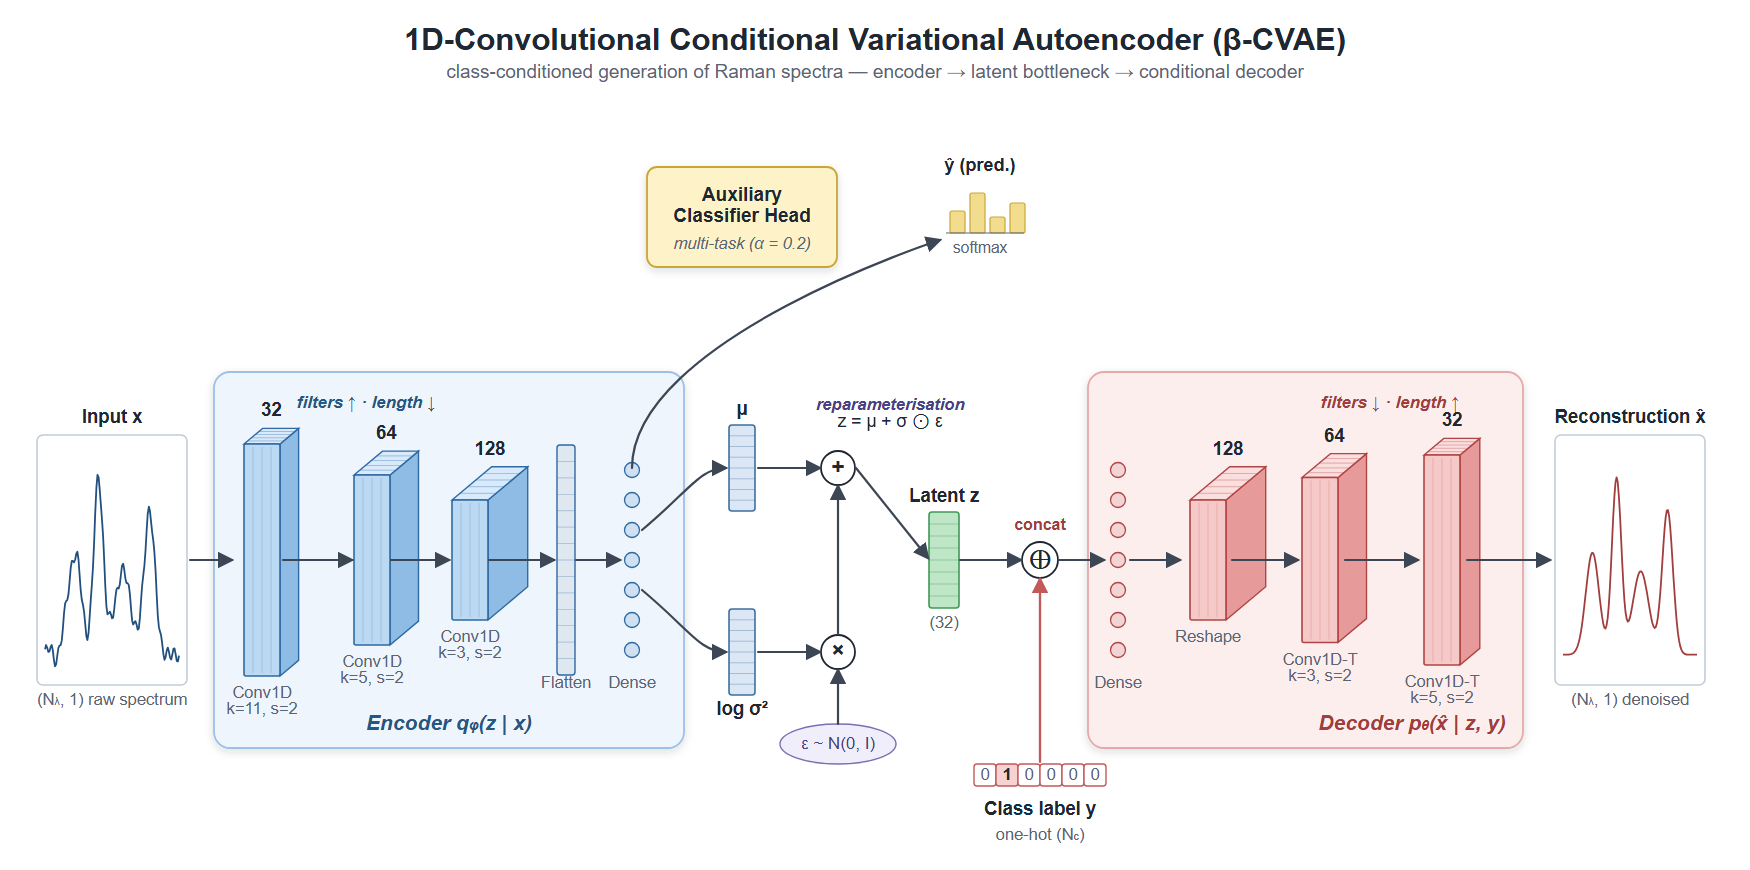 1D-Convolutional Conditional Variational Autoencoder (β-CVAE)
class-conditioned generation of Raman spectra — encoder → latent bottleneck → conditional decoder
Auxiliary
Classifier Head
multi-task (α = 0.2)
ŷ (pred.)
softmax
Input x
(Nλ, 1) raw spectrum
filters ↑ · length ↓
32
64
128
Conv1D
k=11, s=2
Conv1D
k=5, s=2
Conv1D
k=3, s=2
Flatten
Dense
Encoder qφ(z | x)
μ
log σ²
reparameterisation
z = μ + σ ⊙ ε
+
×
ε ~ N(0, I)
Latent z
(32)
concat
0 1 0 0 0 0
Class label y
one-hot (Nc)
filters ↓ · length ↑
128
64
32
Dense
Reshape
Conv1D-T
k=3, s=2
Conv1D-T
k=5, s=2
Decoder pθ(x̂ | z, y)
Reconstruction x̂
(Nλ, 1) denoised